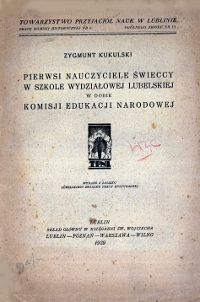 TOWARZYSTWO PRZYJACIÓŁ NAUK W LUBLINIE
ZYGMUNT KUKULSKI
PIERWSI NAUCZYCIELE ŚWIECCY
W SZKOLE WYDZIAŁOWEJ LUBELSKIEJ
W DOBIE
KOMISJI EDUKACJI NARODOWEJ
LUBLIN
SKŁAD GŁÓWNY W KSIĘGARNI ŚW. WOJCIECHA
LUBLIN—POZNAŃ—WARSZAWA—WILNO
1929